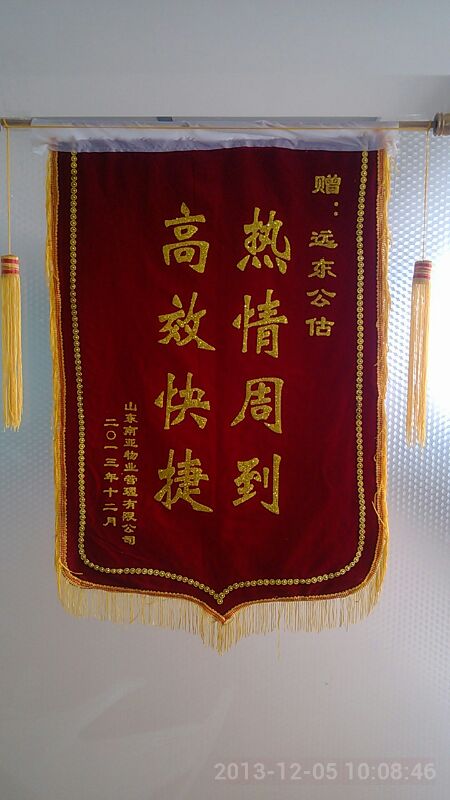 赠：远东公估
热情周到
高效快捷
山东南亚物业管理有限公司
二〇一三年十二月
2013-12-05 10:08:46